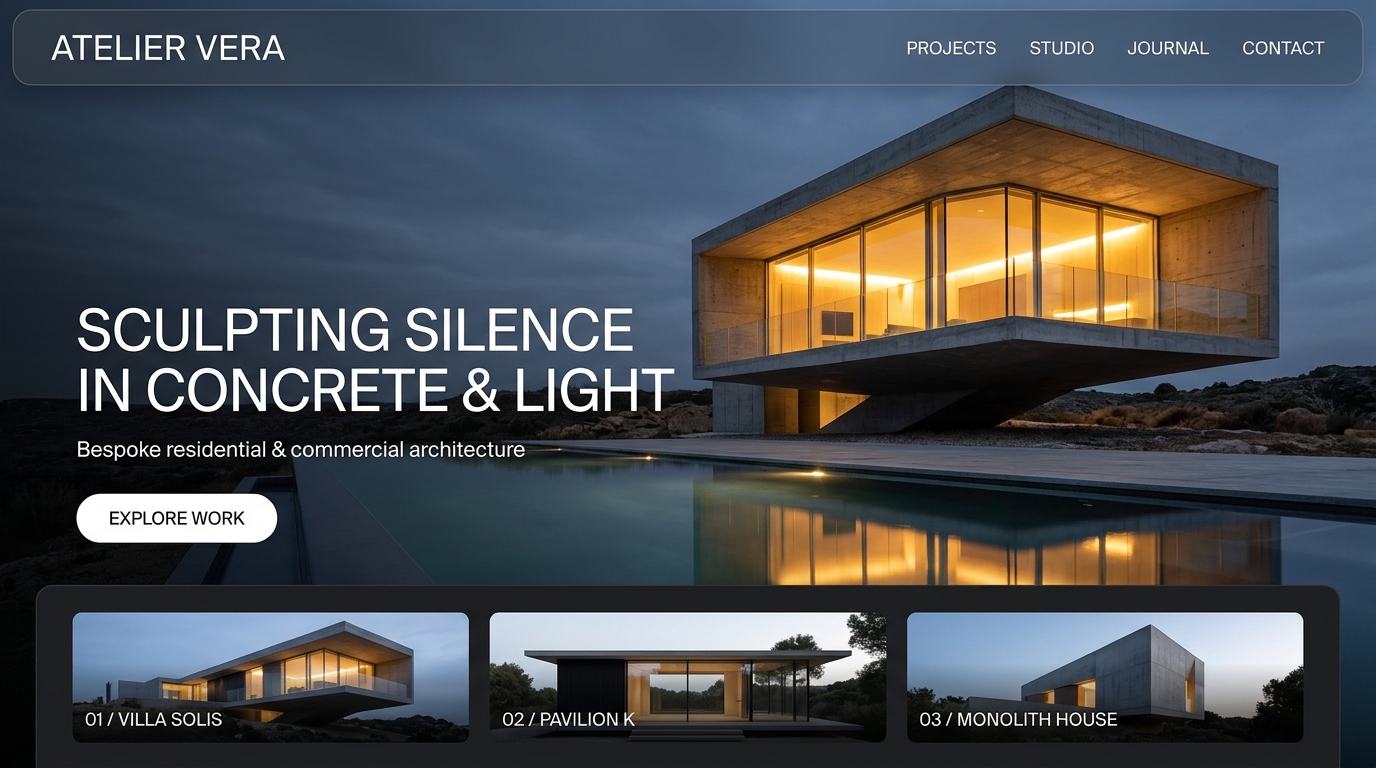 ATELIER VERA
PROJECTS STUDIO JOURNAL CONTACT
SCULPTING SILENCE
IN CONCRETE & LIGHT
Bespoke residential & commercial architecture
EXPLORE WORK
01 / VILLA SOLIS
02 / PAVILION K
03 / MONOLITH HOUSE